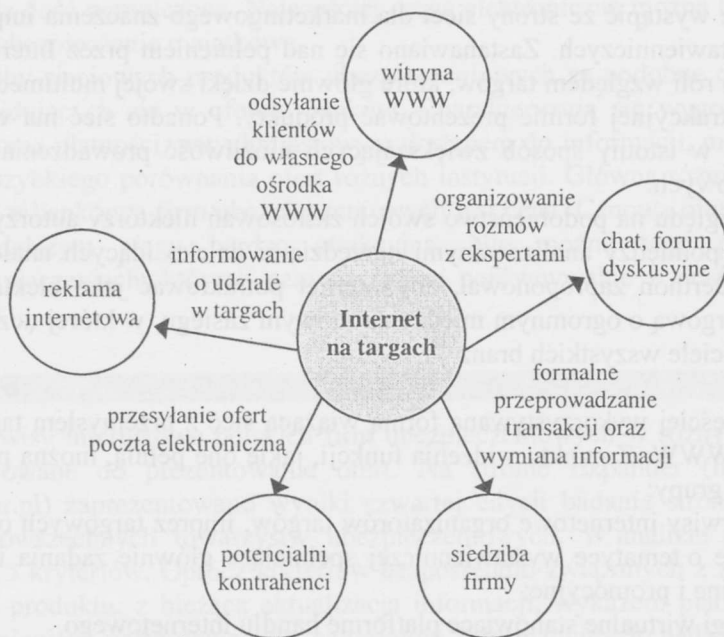 witryna
WWW
odsyłanie
klientów
do własnego
ośrodka
WWW
organizowanie
rozmów
z ekspertami
chat, forum
dyskusyjne
informowanie
o udziale
w targach
reklama
internetowa
Internet
na targach
formalne
przeprowadzanie
transakcji oraz
wymiana informacji
przesyłanie ofert
pocztą elektroniczną
potencjalni
kontrahenci
siedziba
firmy